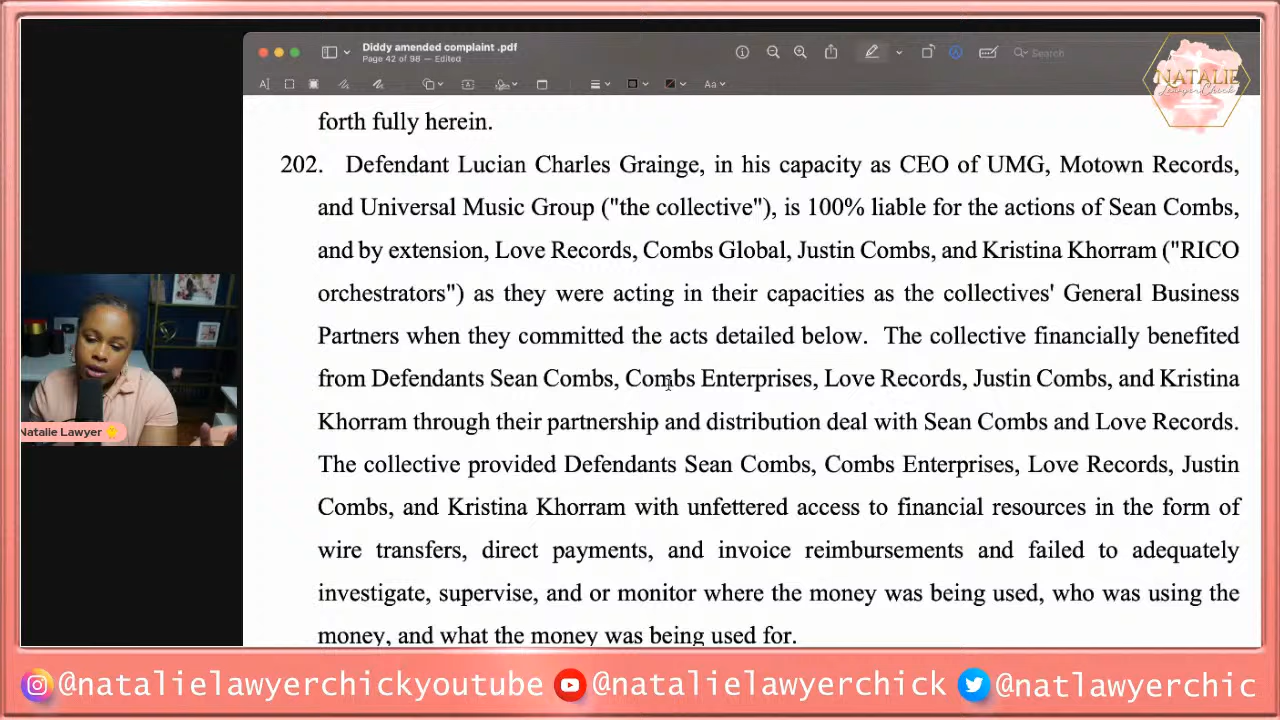 Diddy amended complaint .pdf
Page 42 of 98 — Edited
Search
Aa
NATALIE
LawyerChick
forth fully herein.
202. Defendant Lucian Charles Grainge, in his capacity as CEO of UMG, Motown Records,
and Universal Music Group ("the collective"), is 100% liable for the actions of Sean Combs,
and by extension, Love Records, Combs Global, Justin Combs, and Kristina Khorram ("RICO
orchestrators") as they were acting in their capacities as the collectives' General Business
Partners when they committed the acts detailed below. The collective financially benefited
from Defendants Sean Combs, Combs Enterprises, Love Records, Justin Combs, and Kristina
Khorram through their partnership and distribution deal with Sean Combs and Love Records.
The collective provided Defendants Sean Combs, Combs Enterprises, Love Records, Justin
Combs, and Kristina Khorram with unfettered access to financial resources in the form of
wire transfers, direct payments, and invoice reimbursements and failed to adequately
investigate, supervise, and or monitor where the money was being used, who was using the
money, and what the money was being used for.
Natalie Lawyer
@natalielawyerchickyoutube @natalielawyerchick @natlawyerchic